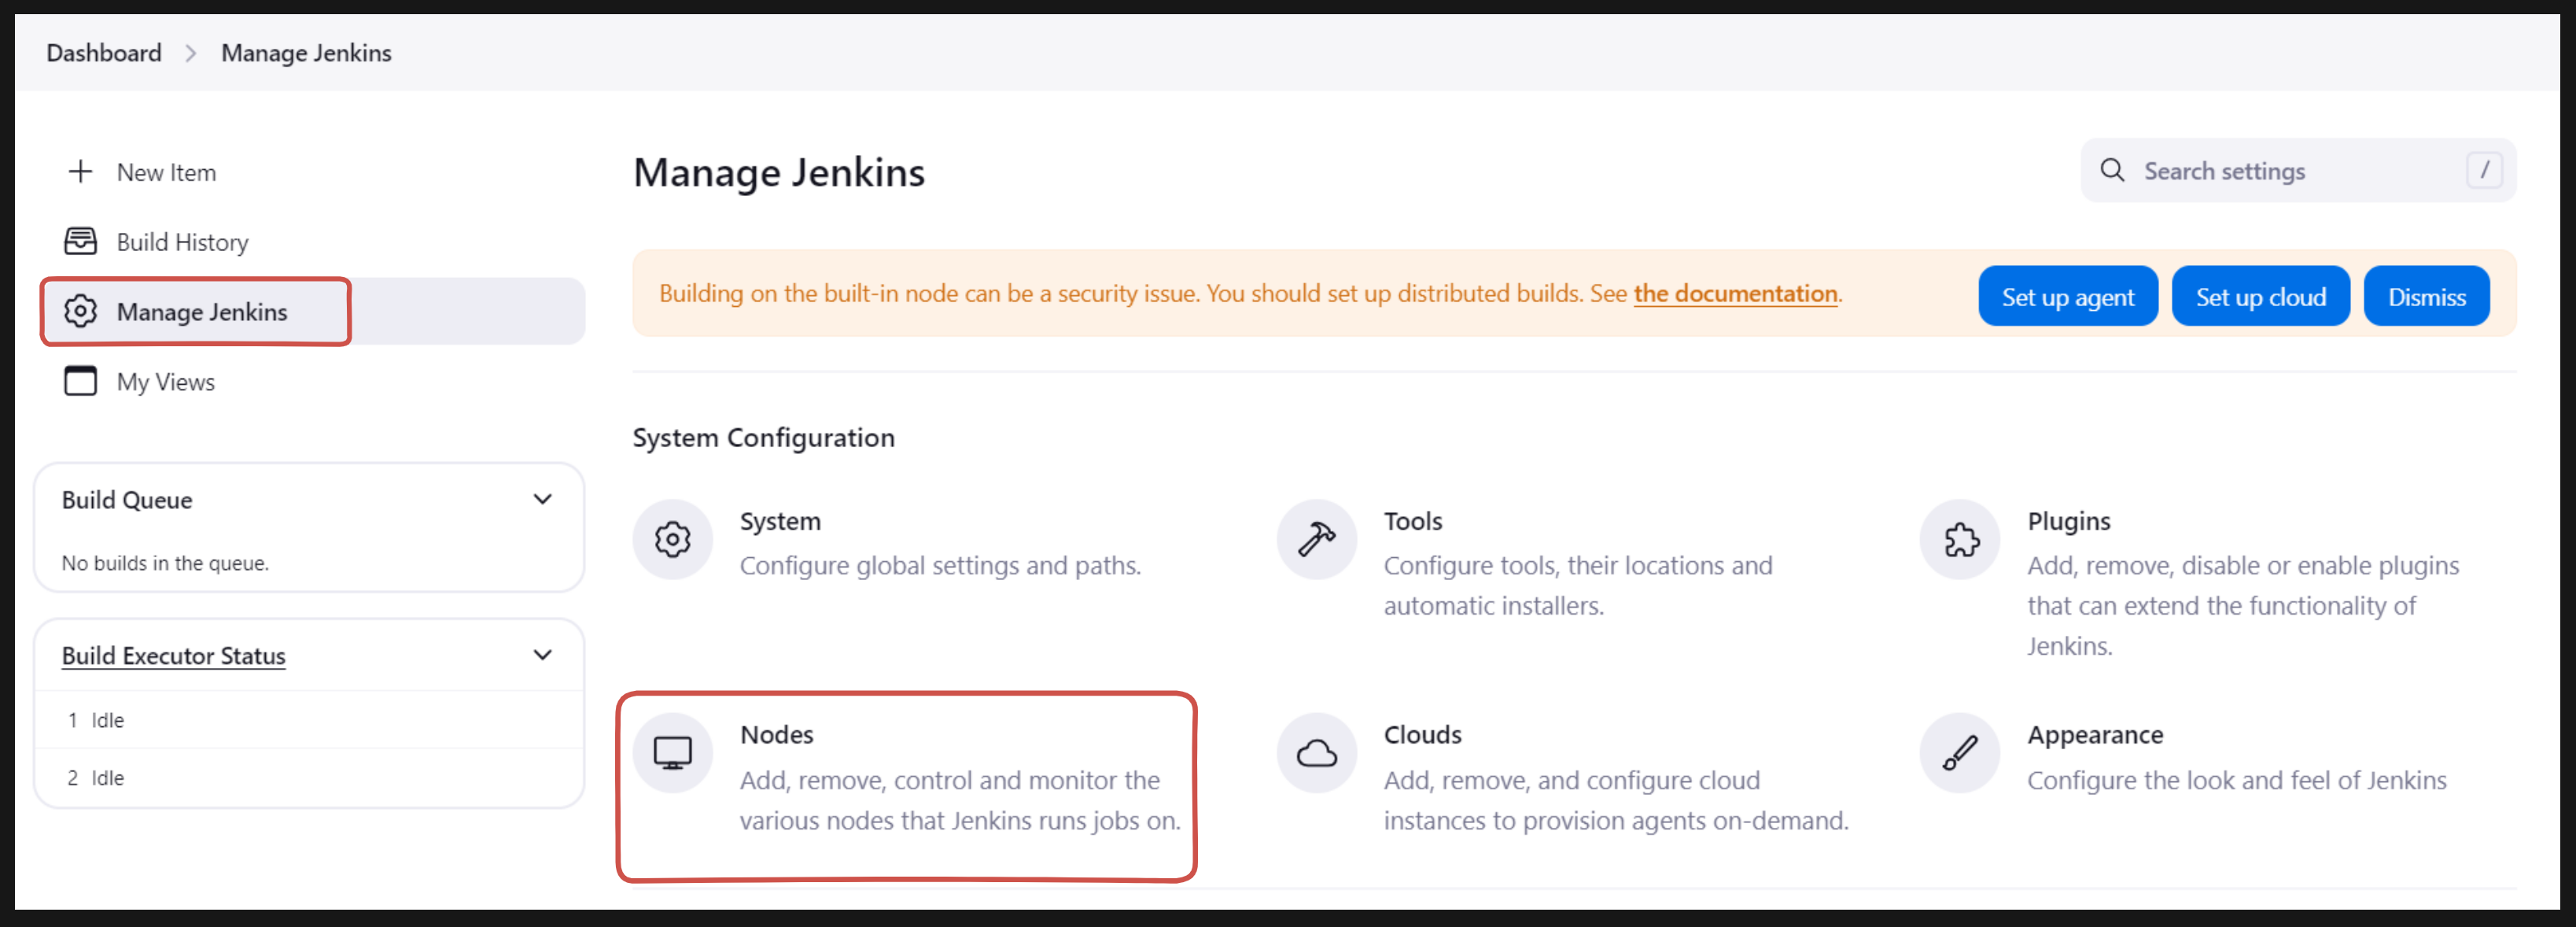 Dashboard > Manage Jenkins
New Item
Build History
Manage Jenkins
My Views
Build Queue
No builds in the queue.
Build Executor Status
1 Idle
2 Idle
Manage Jenkins
Search settings /
Building on the built-in node can be a security issue. You should set up distributed builds. See the documentation.
Set up agent
Set up cloud
Dismiss
System Configuration
System
Configure global settings and paths.
Tools
Configure tools, their locations and
automatic installers.
Plugins
Add, remove, disable or enable plugins
that can extend the functionality of
Jenkins.
Nodes
Add, remove, control and monitor the
various nodes that Jenkins runs jobs on.
Clouds
Add, remove, and configure cloud
instances to provision agents on-demand.
Appearance
Configure the look and feel of Jenkins